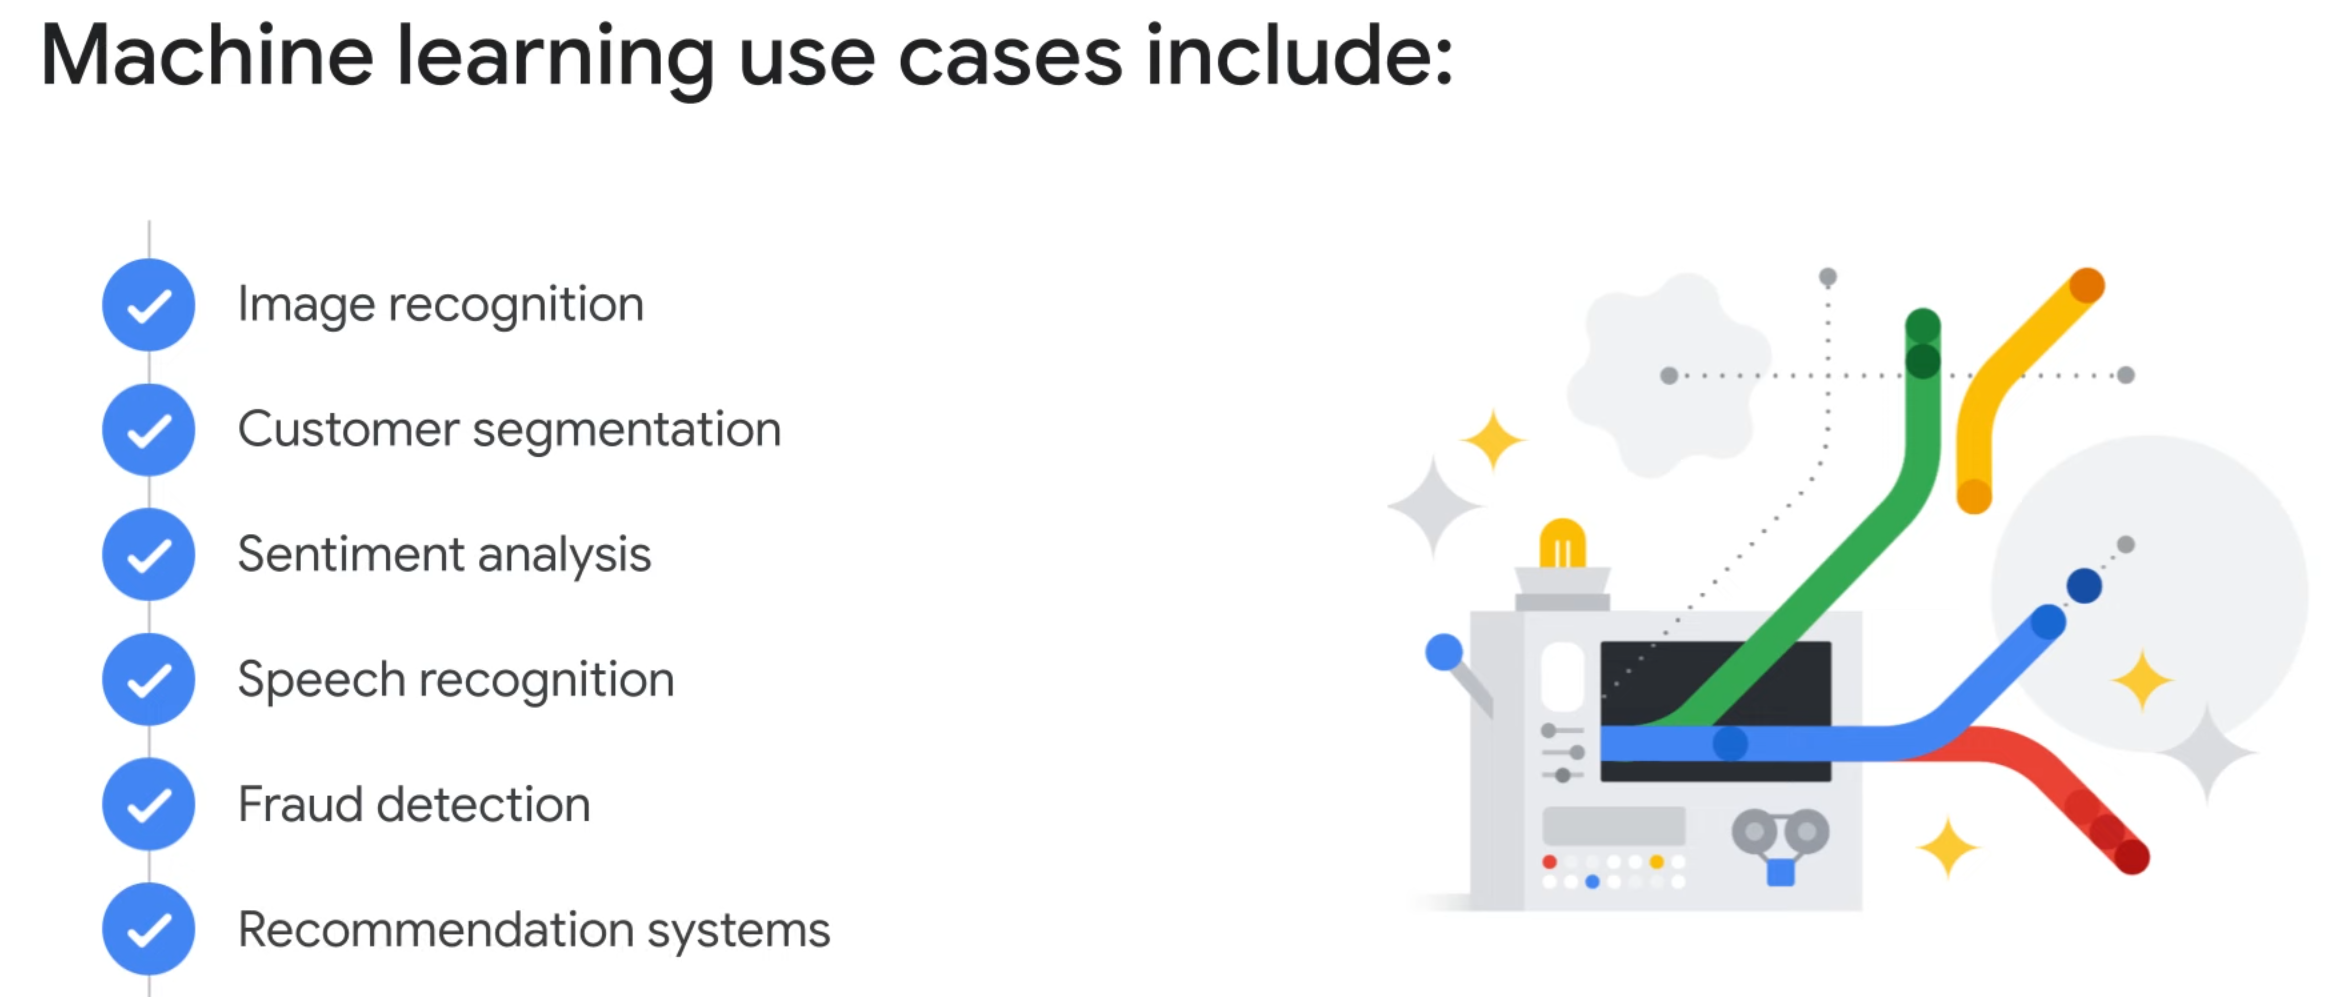 Machine learning use cases include:
Image recognition
Customer segmentation
Sentiment analysis
Speech recognition
Fraud detection
Recommendation systems